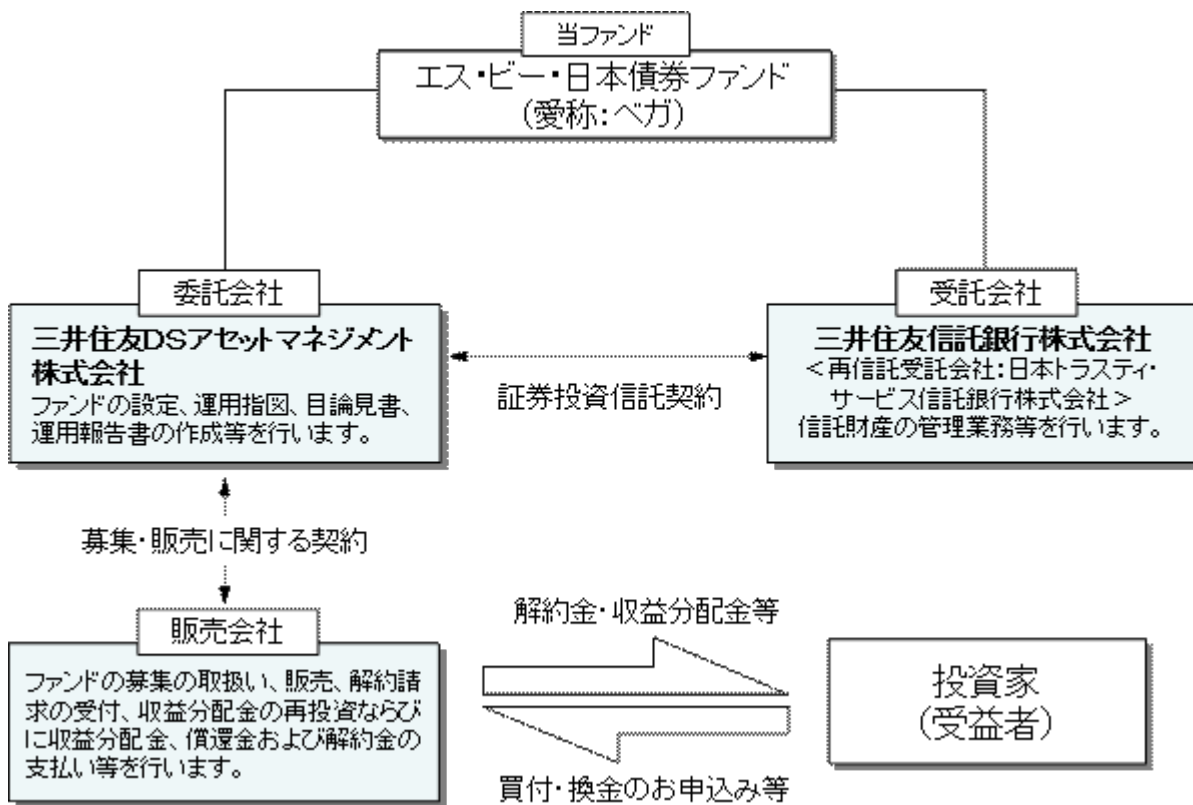 当ファンド
エス・ビー・日本債券ファンド
(愛称:ベガ)
委託会社
三井住友DSアセットマネジメント
株式会社
ファンドの設定、運用指図、目論見書、
運用報告書の作成等を行います。
証券投資信託契約
受託会社
三井住友信託銀行株式会社
<再信託受託会社:日本トラスティ・
サービス信託銀行株式会社>
信託財産の管理業務等を行います。
募集・販売に関する契約
販売会社
ファンドの募集の取扱い、販売、解約請
求の受付、収益分配金の再投資ならび
に収益分配金、償還金および解約金の
支払い等を行います。
解約金・収益分配金等
買付・換金のお申込み等
投資家
(受益者)